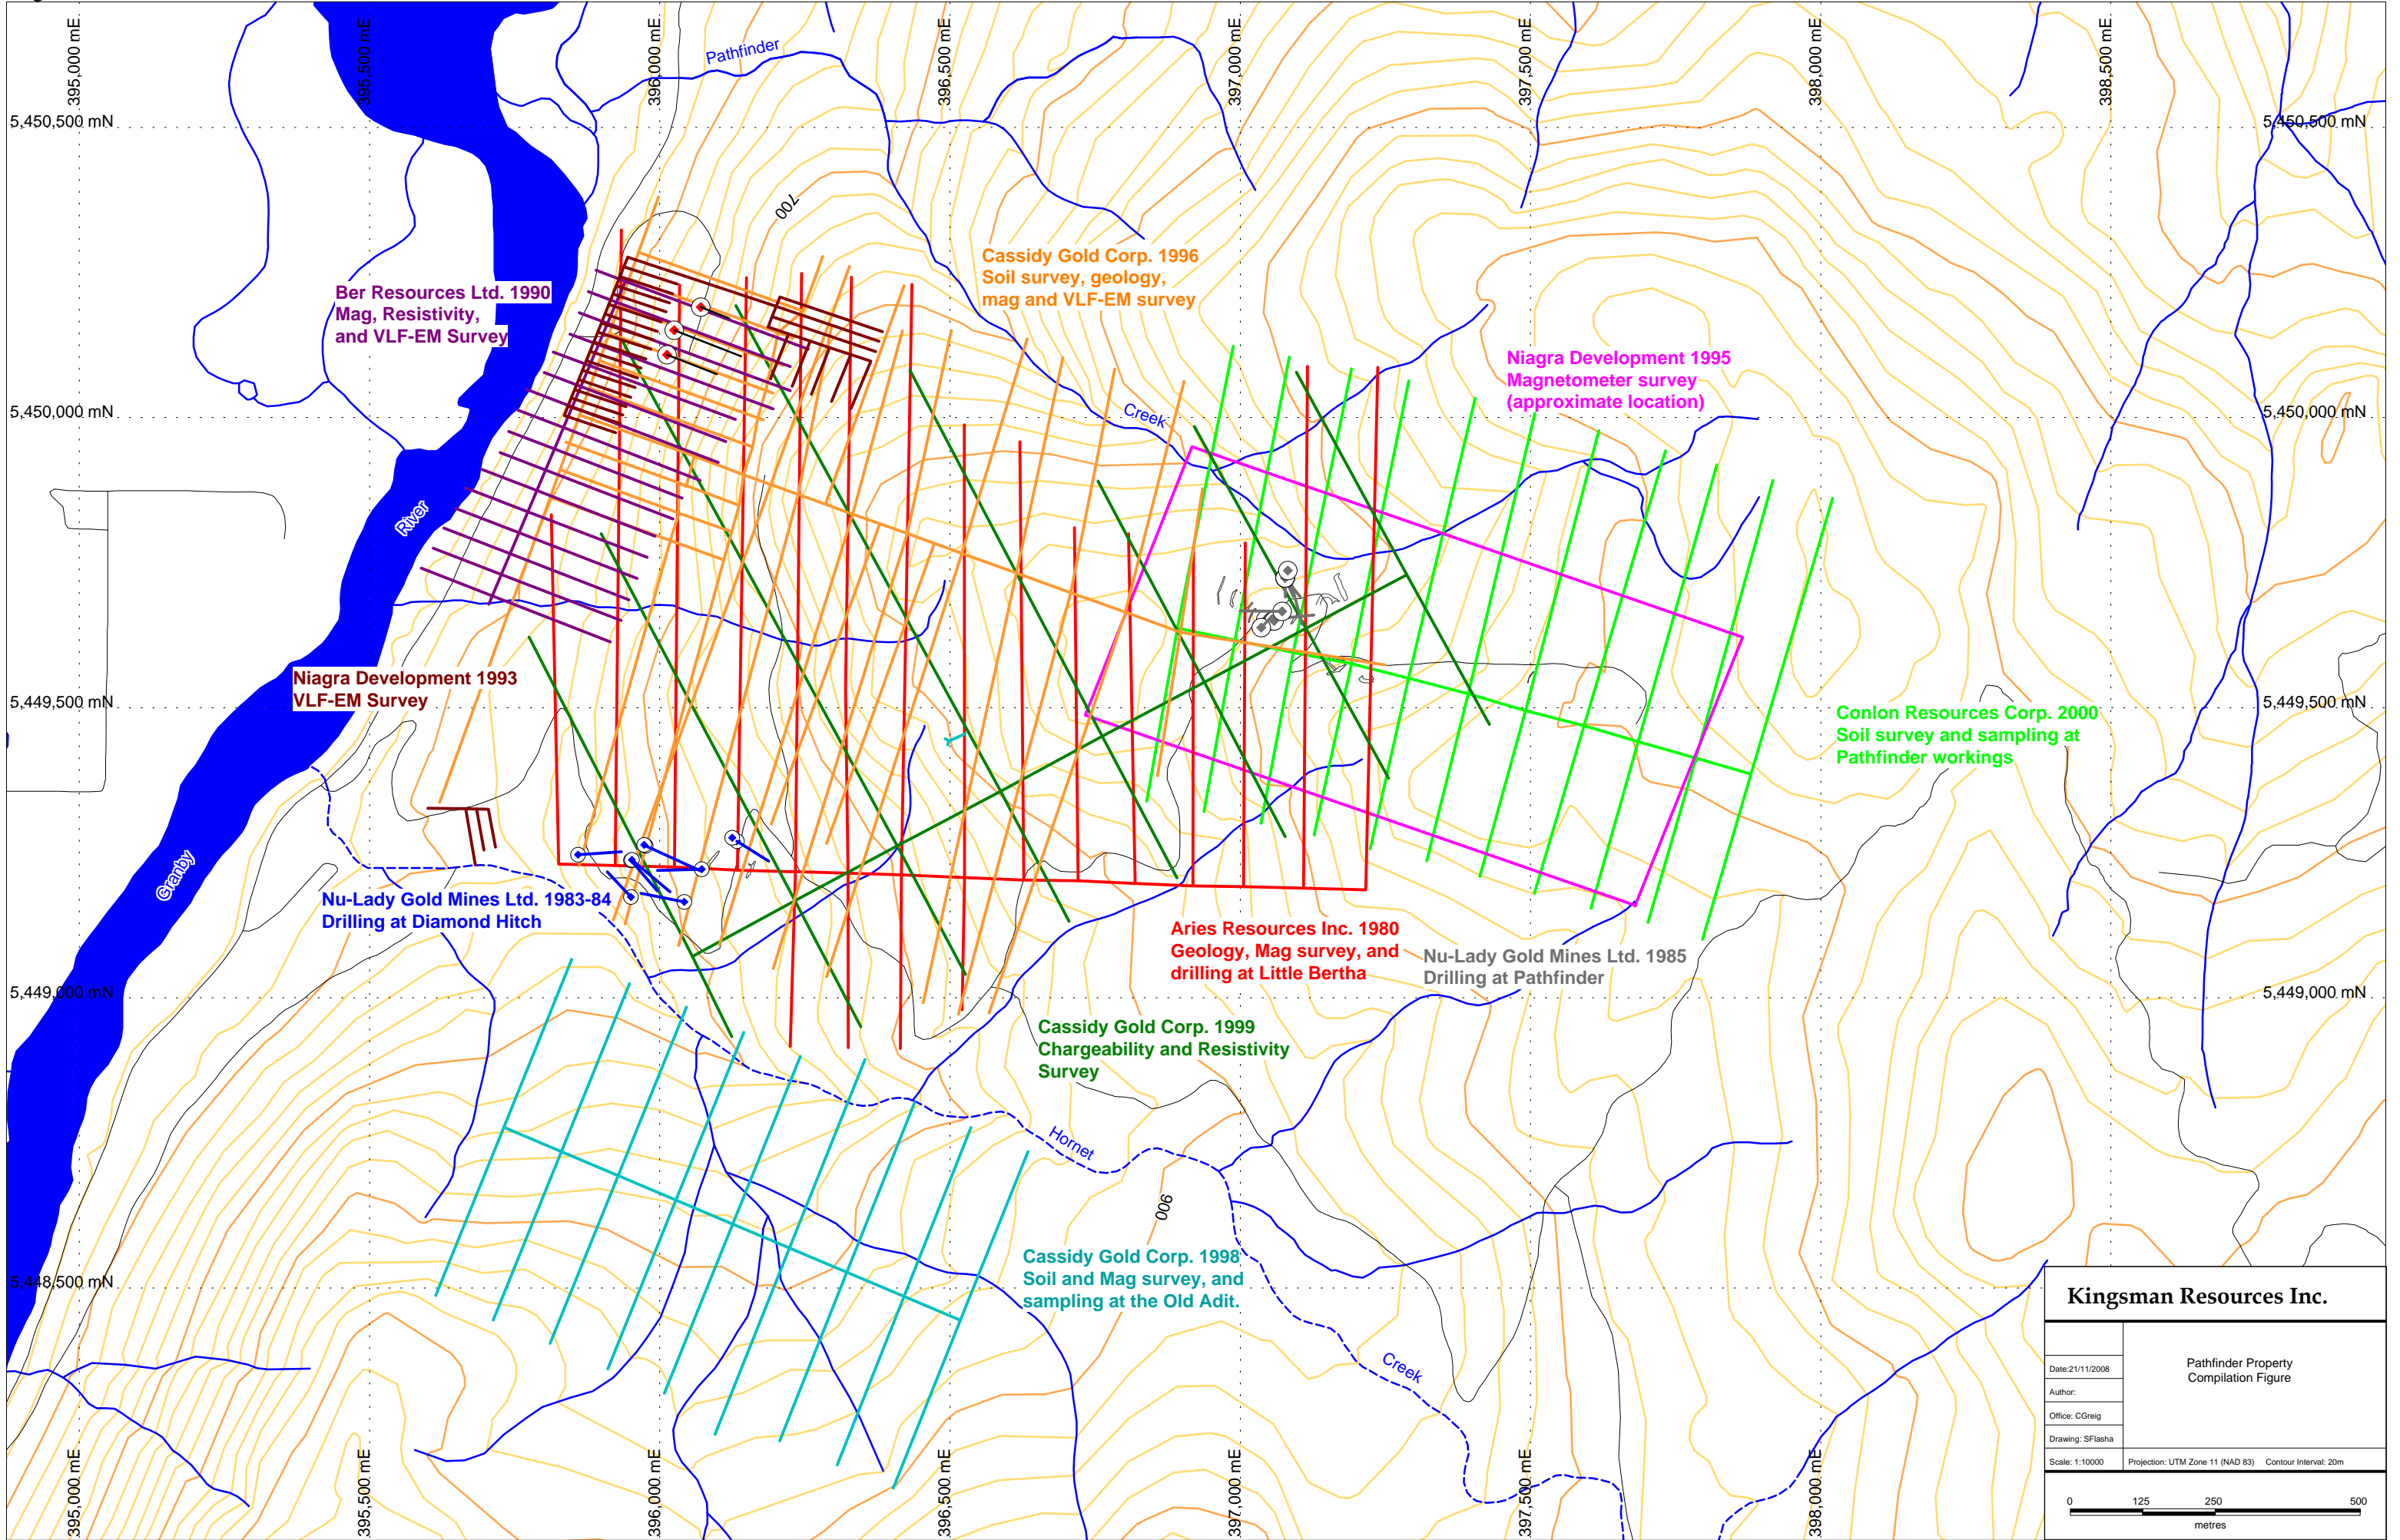 395,000 mE
395,500 mE
396,000 mE
396,500 mE
397,000 mE
397,500 mE
398,000 mE
398,500 mE
Pathfinder
5,450,500 mN
5,450,500 mN
700
Cassidy Gold Corp. 1996
Soil survey, geology,
mag and VLF-EM survey
Ber Resources Ltd. 1990
Mag, Resistivity,
and VLF-EM Survey
Niagra Development 1995
Magnetometer survey
(approximate location)
Creek
5,450,000 mN
5,450,000 mN
River
Niagra Development 1993
VLF-EM Survey
5,449,500 mN
5,449,500 mN
Conlon Resources Corp. 2000
Soil survey and sampling at
Pathfinder workings
Granby
Nu-Lady Gold Mines Ltd. 1983-84
Drilling at Diamond Hitch
Aries Resources Inc. 1980
Geology, Mag survey, and
drilling at Little Bertha
Nu-Lady Gold Mines Ltd. 1985
Drilling at Pathfinder
5,449,000 mN
5,449,000 mN
Cassidy Gold Corp. 1999
Chargeability and Resistivity
Survey
Hornet
900
Cassidy Gold Corp. 1998
Soil and Mag survey, and
sampling at the Old Adit.
5,448,500 mN
Creek
395,000 mE
395,500 mE
396,000 mE
396,500 mE
397,000 mE
397,500 mE
398,000 mE
Kingsman Resources Inc.
Pathfinder Property
Compilation Figure
Date:21/11/2008
Author:
Office: CGreig
Drawing: SFlasha
Scale: 1:10000
Projection: UTM Zone 11 (NAD 83) Contour Interval: 20m
0 125 250 500
metres